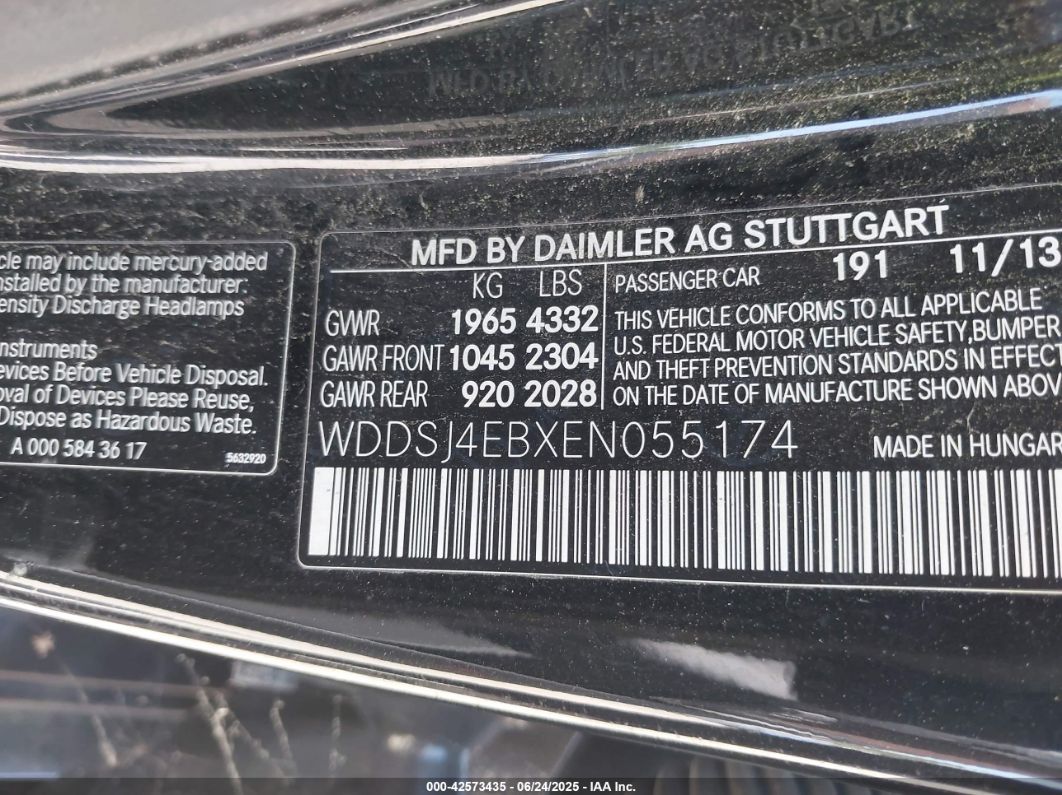 cle may include mercury-added
nstalled by the manufacturer:
ensity Discharge Headlamps
nstruments
evices Before Vehicle Disposal.
oval of Devices Please Reuse,
Dispose as Hazardous Waste.
A 000 584 36 17
5632920
MFD BY DAIMLER AG STUTTGART
KG LBS
GVWR 1965 4332
GAWR FRONT 1045 2304
GAWR REAR 920 2028
PASSENGER CAR 191 11/13
THIS VEHICLE CONFORMS TO ALL APPLICABLE
U.S. FEDERAL MOTOR VEHICLE SAFETY, BUMPER
AND THEFT PREVENTION STANDARDS IN EFFECT
ON THE DATE OF MANUFACTURE SHOWN ABOV
WDDSJ4EBXEN055174
MADE IN HUNGAR
000-42573435 - 06/24/2025 - IAA Inc.